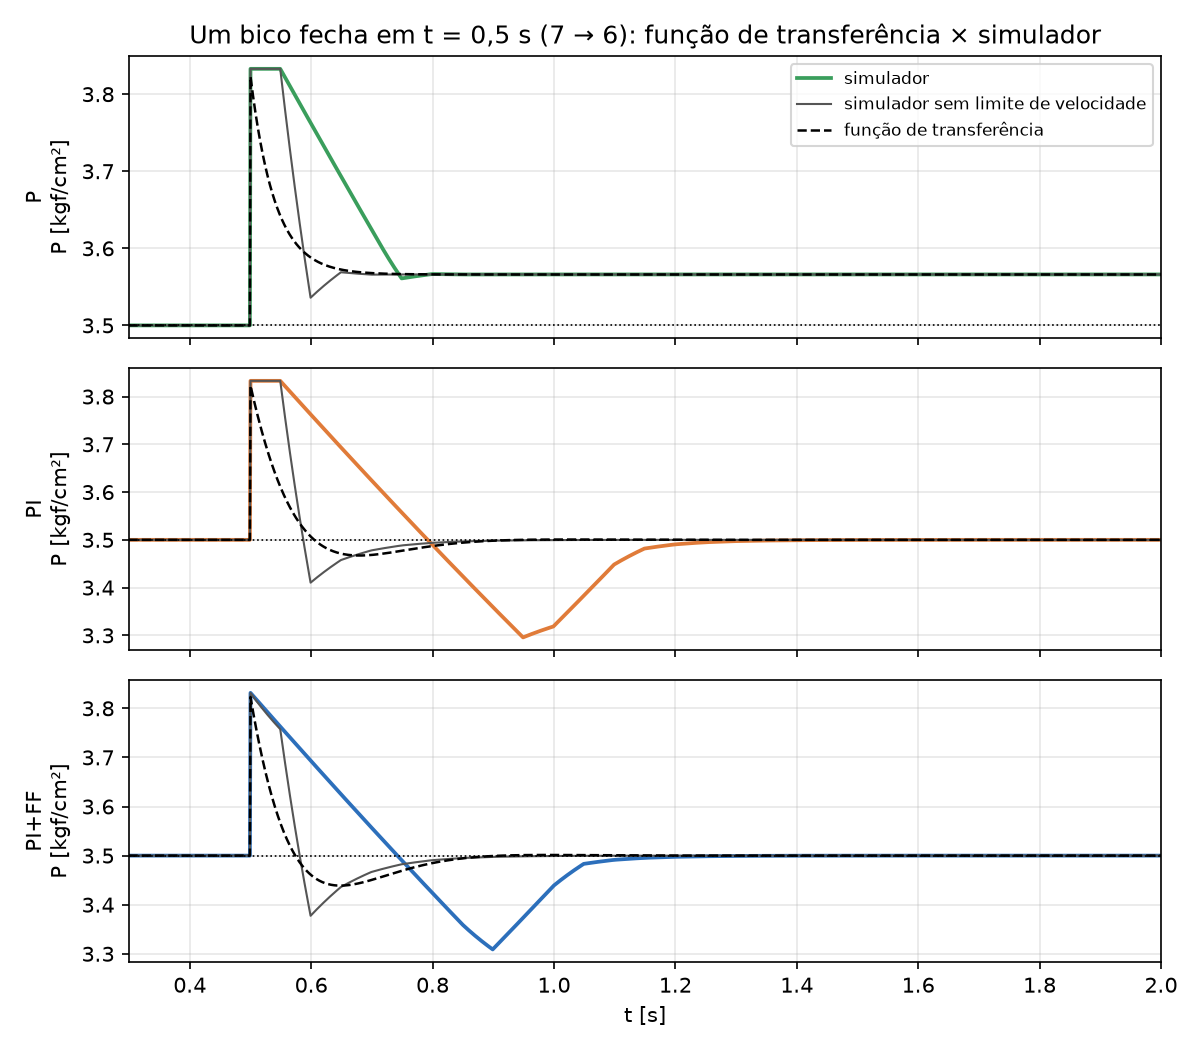 Um bico fecha em t = 0,5 s (7 → 6): função de transferência × simulador
simulador
simulador sem limite de velocidade
função de transferência
P
P [kgf/cm²]
3.8
3.7
3.6
3.5
PI
P [kgf/cm²]
3.8
3.7
3.6
3.5
3.4
3.3
PI+FF
P [kgf/cm²]
3.8
3.7
3.6
3.5
3.4
3.3
0.4 0.6 0.8 1.0 1.2 1.4 1.6 1.8 2.0
t [s]